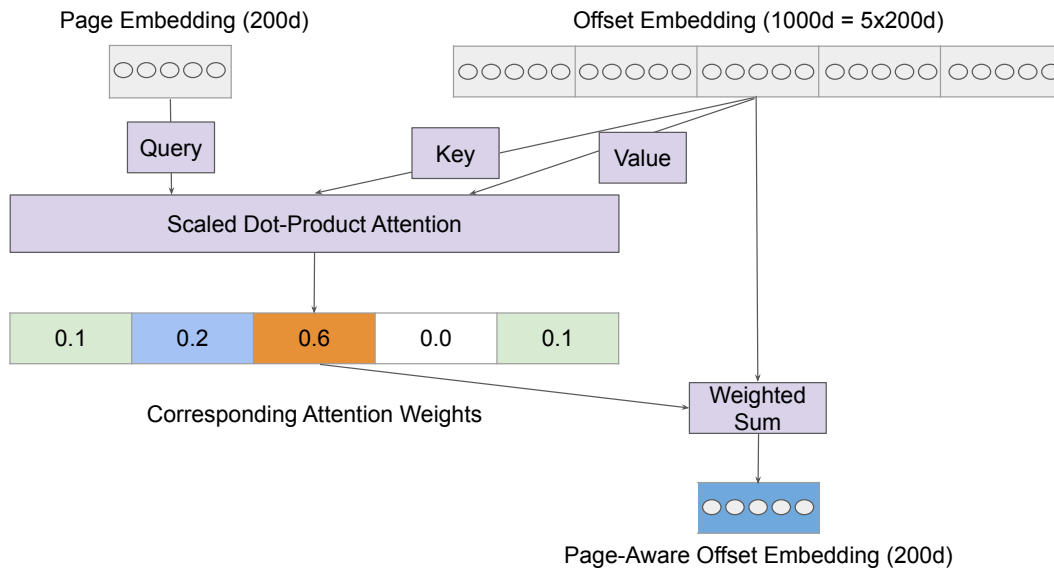 Page Embedding (200d)
Offset Embedding (1000d = 5x200d)
Query
Key
Value
Scaled Dot-Product Attention
0.1
0.2
0.6
0.0
0.1
Corresponding Attention Weights
Weighted
Sum
Page-Aware Offset Embedding (200d)